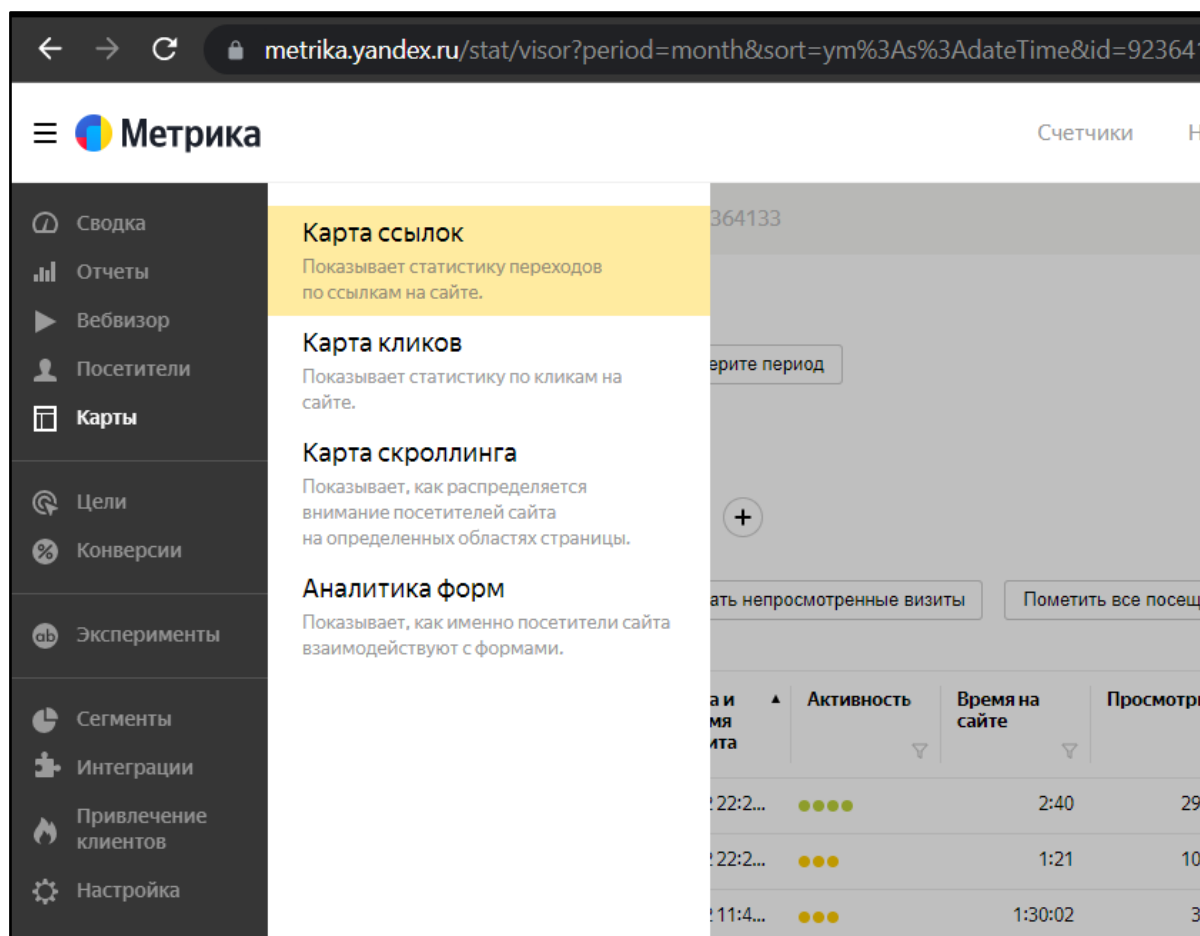 metrika.yandex.ru/stat/visor?period=month&sort=ym%3As%3AdateTime&id=92364
Метрика
Счетчики
Сводка
Отчеты
Вебвизор
Посетители
Карты
Цели
Конверсии
Эксперименты
Сегменты
Интеграции
Привлечение
клиентов
Настройка
Карта ссылок
Показывает статистику переходов
по ссылкам на сайте.
Карта кликов
Показывает статистику по кликам на
сайте.
Карта скроллинга
Показывает, как распределяется
внимание посетителей сайта
на определенных областях страницы.
Аналитика форм
Показывает, как именно посетители сайта
взаимодействуют с формами.
364133
ерите период
+
ать непросмотренные визиты
Пометить все посещ
а и
мя
ита
Активность
Время на
сайте
Просмотр
22:2... 2:40 29
22:2... 1:21 10
11:4... 1:30:02 3